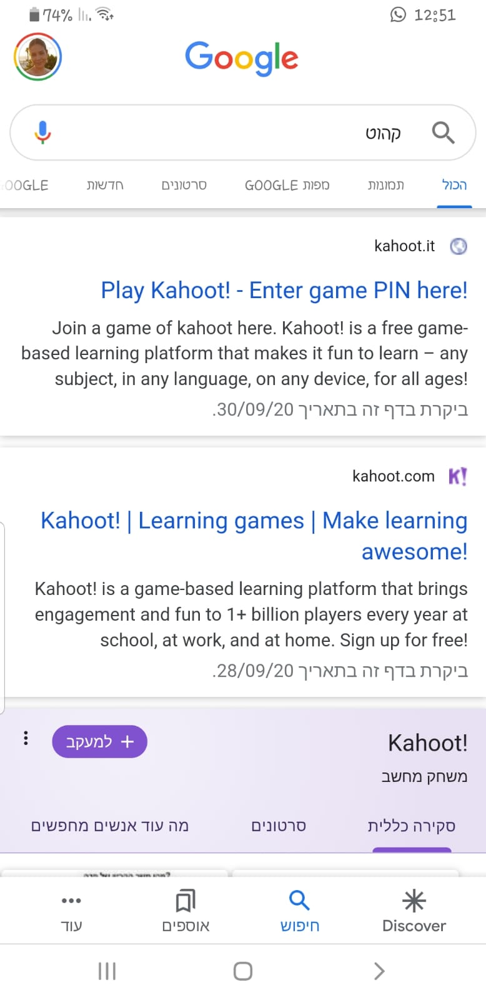 74% 12:51
Google
קהוט
הכול תמונות מפות GOOGLE סרטונים חדשות OOGLE
kahoot.it
Play Kahoot! - Enter game PIN here!
Join a game of kahoot here. Kahoot! is a free game-
based learning platform that makes it fun to learn – any
subject, in any language, on any device, for all ages!
ביקרת בדף זה בתאריך 30/09/20.
kahoot.com K!
Kahoot! | Learning games | Make learning
awesome!
Kahoot! is a game-based learning platform that brings
engagement and fun to 1+ billion players every year at
school, at work, and at home. Sign up for free!
ביקרת בדף זה בתאריך 28/09/20.
Kahoot! + למעקב
משחק מחשב
סקירה כללית סרטונים מה עוד אנשים מחפשים
Discover חיפוש אוספים עוד